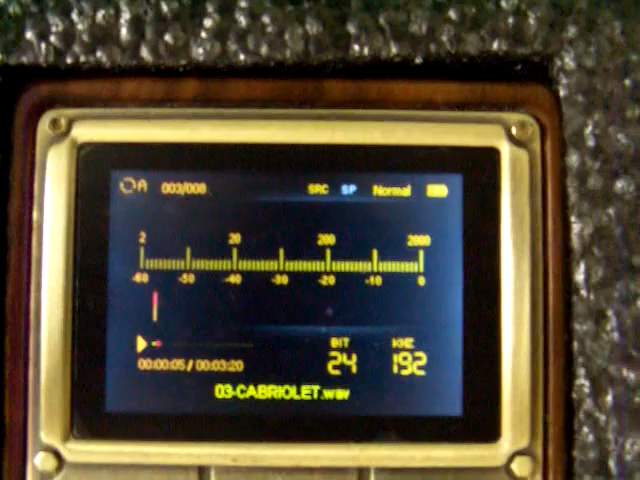 A 003/008 SRC SP Normal
2 20 200 2000
-60 -50 -40 -30 -20 -10 0
BIT KHZ
00:00:05 / 00:03:20 24 192
03-CABRIOLET.wav